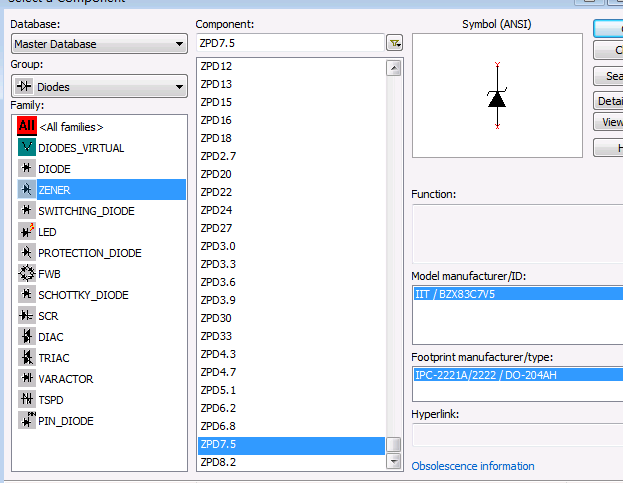 Select a Component
Database:
Master Database
Group:
Diodes
Family:
All <All families>
DIODES_VIRTUAL
DIODE
ZENER
SWITCHING_DIODE
LED
PROTECTION_DIODE
FWB
SCHOTTKY_DIODE
SCR
DIAC
TRIAC
VARACTOR
TSPD
PIN_DIODE
Component:
ZPD7.5
ZPD12
ZPD13
ZPD15
ZPD16
ZPD18
ZPD2.7
ZPD20
ZPD22
ZPD24
ZPD27
ZPD3.0
ZPD3.3
ZPD3.6
ZPD3.9
ZPD30
ZPD33
ZPD4.3
ZPD4.7
ZPD5.1
ZPD6.2
ZPD6.8
ZPD7.5
ZPD8.2
Symbol (ANSI)
Function:
Model manufacturer/ID:
IIT / BZX83C7V5
Footprint manufacturer/type:
IPC-2221A/2222 / DO-204AH
Hyperlink:
Obsolescence information
C
Sea
Detai
View
H